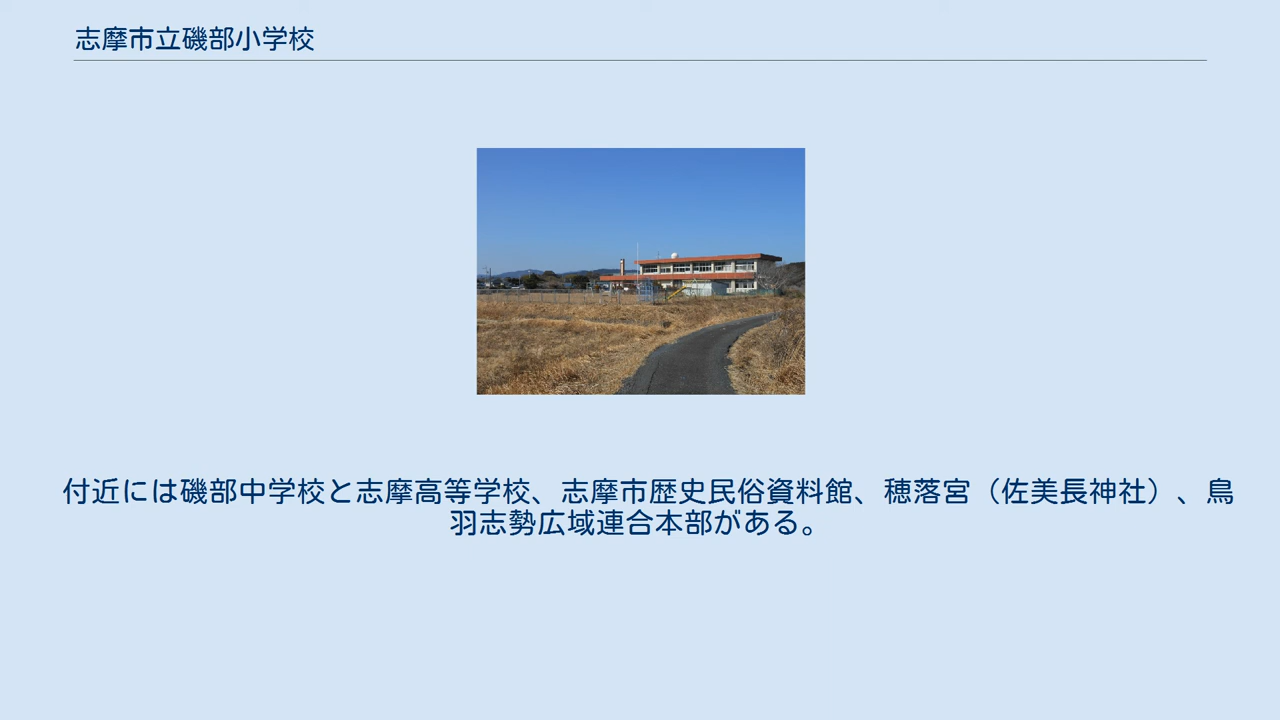 志摩市立磯部小学校
付近には磯部中学校と志摩高等学校、志摩市歴史民俗資料館、穂落宮（佐美長神社）、鳥
羽志勢広域連合本部がある。